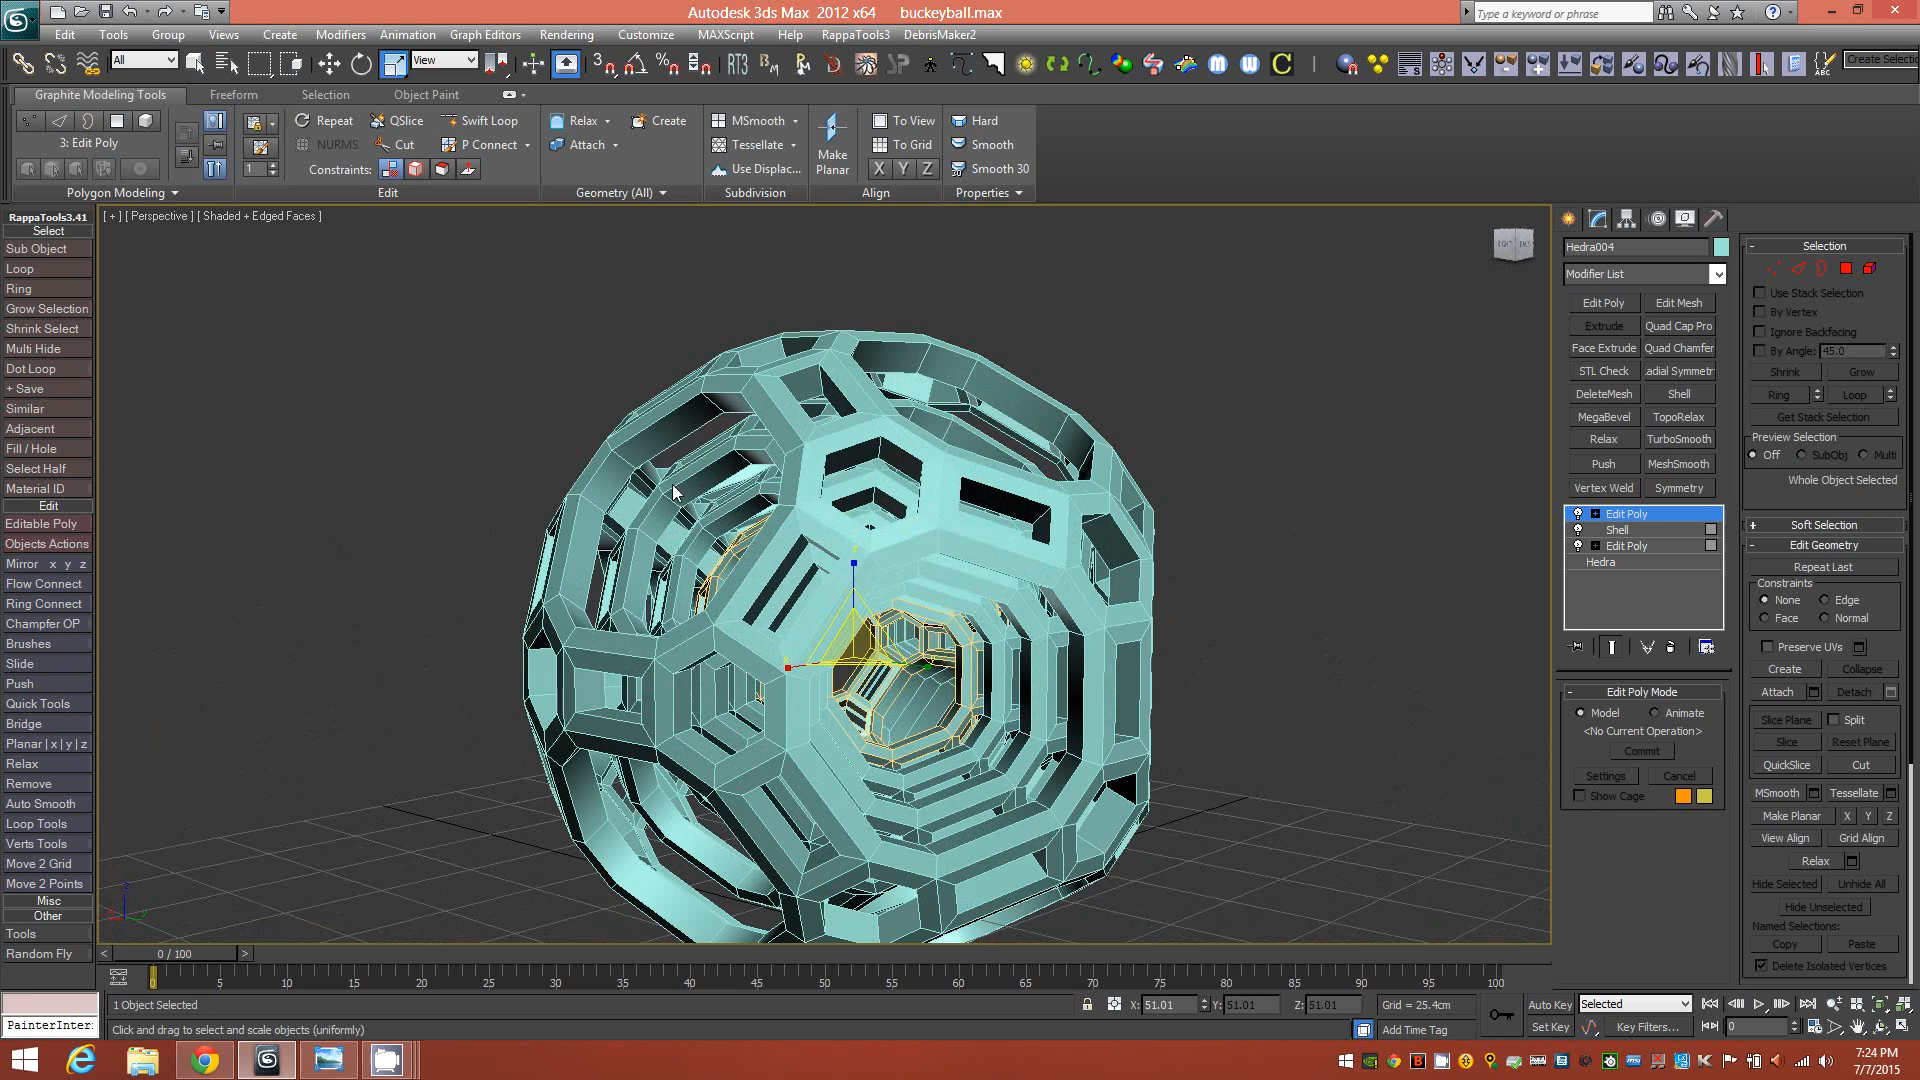 Autodesk 3ds Max 2012 x64 buckeyball.max
Type a keyword or phrase
Edit Tools Group Views Create Modifiers Animation Graph Editors Rendering Customize MAXScript Help RappaTools3 DebrisMaker2
All View Create Selectio
Graphite Modeling Tools Freeform Selection Object Paint
Repeat QSlice Swift Loop Relax Create MSmooth To View Hard
3: Edit Poly NURMS Cut P Connect Attach Tessellate Make Planar To Grid Smooth
1 Constraints: Use Displac... X Y Z Smooth 30
Polygon Modeling Edit Geometry (All) Subdivision Align Properties
[ + ] [ Perspective ] [ Shaded + Edged Faces ]
RappaTools3.41
Select
Sub Object
Loop
Ring
Grow Selection
Shrink Select
Multi Hide
Dot Loop
+ Save
Similar
Adjacent
Fill / Hole
Select Half
Material ID
Edit
Editable Poly
Objects Actions
Mirror x y z
Flow Connect
Ring Connect
Champfer OP
Brushes
Slide
Push
Quick Tools
Bridge
Planar | x | y | z
Relax
Remove
Auto Smooth
Loop Tools
Verts Tools
Move 2 Grid
Move 2 Points
Misc
Other
Tools
Random Fly
Hedra004
Modifier List
Edit Poly Edit Mesh
Extrude Quad Cap Pro
Face Extrude Quad Chamfer
STL Check adial Symmetr
DeleteMesh Shell
MegaBevel TopoRelax
Relax TurboSmooth
Push MeshSmooth
Vertex Weld Symmetry
Edit Poly
Shell
Edit Poly
Hedra
- Edit Poly Mode
Model Animate
<No Current Operation>
Commit
Settings Cancel
Show Cage
- Selection
Use Stack Selection
By Vertex
Ignore Backfacing
By Angle: 45.0
Shrink Grow
Ring Loop
Get Stack Selection
Preview Selection
Off SubObj Multi
Whole Object Selected
+ Soft Selection
- Edit Geometry
Repeat Last
Constraints
None Edge
Face Normal
Preserve UVs
Create Collapse
Attach Detach
Slice Plane Split
Slice Reset Plane
QuickSlice Cut
MSmooth Tessellate
Make Planar X Y Z
View Align Grid Align
Relax
Hide Selected Unhide All
Hide Unselected
Named Selections:
Copy Paste
Delete Isolated Vertices
< 0 / 100 >
0 5 10 15 20 25 30 35 40 45 50 55 60 65 70 75 80 85 90 95 100
1 Object Selected X: 51.01 Y: 51.01 Z: 51.01 Grid = 25.4cm Auto Key Selected
PainterInter: Click and drag to select and scale objects (uniformly) Add Time Tag Set Key Key Filters... 0
7:24 PM
7/7/2015